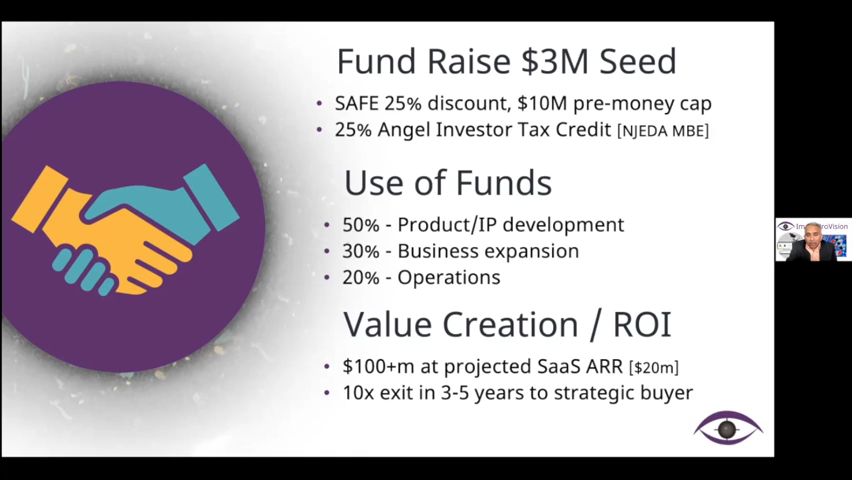 Fund Raise $3M Seed
• SAFE 25% discount, $10M pre-money cap
• 25% Angel Investor Tax Credit [NJEDA MBE]
Use of Funds
• 50% - Product/IP development
• 30% - Business expansion
• 20% - Operations
Value Creation / ROI
• $100+m at projected SaaS ARR [$20m]
• 10x exit in 3-5 years to strategic buyer